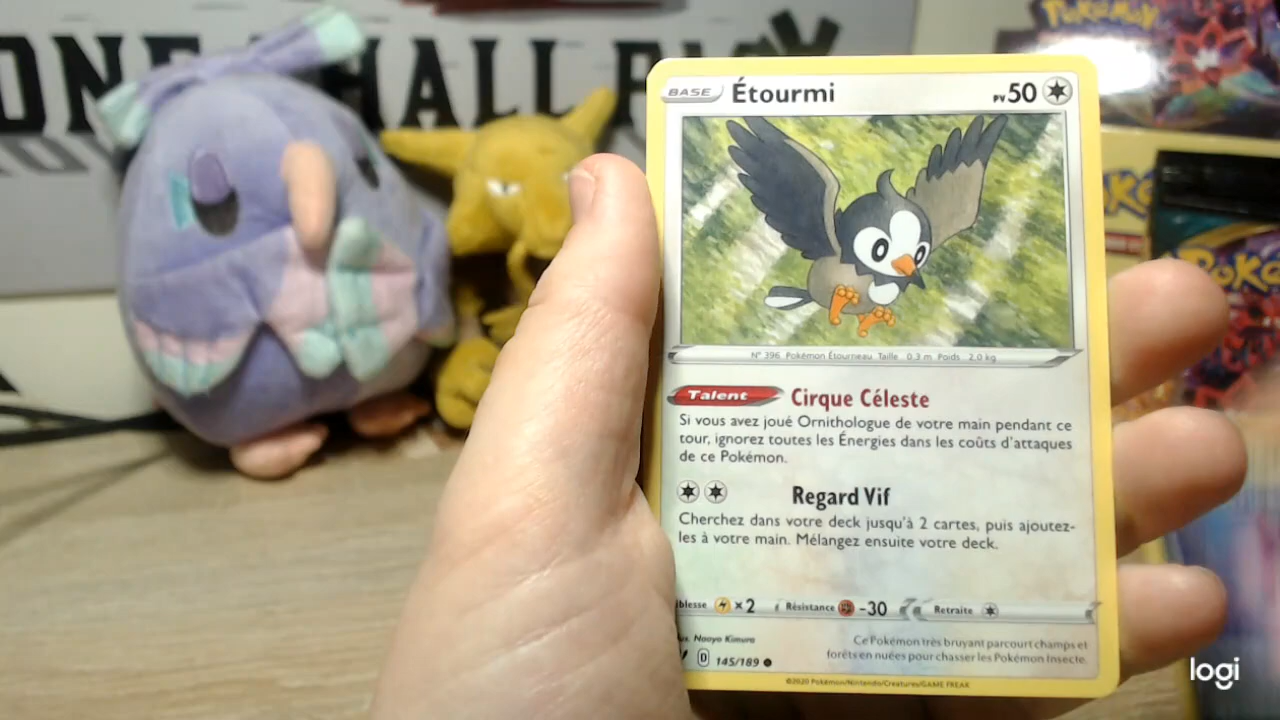 BASE Étourmi PV50
N° 396 Pokémon Étourneau Taille 0.3 m Poids 2.0 kg
Talent Cirque Céleste
Si vous avez joué Ornithologue de votre main pendant ce
tour, ignorez toutes les Énergies dans les coûts d'attaques
de ce Pokémon.
Regard Vif
Cherchez dans votre deck jusqu'à 2 cartes, puis ajoutez-
les à votre main. Mélangez ensuite votre deck.
×2 Résistance -30 Retraite
Naoyo Kimura
D 145/189
Ce Pokémon très bruyant parcourt champs et
forêts en nuées pour chasser les Pokémon Insecte.
©2020 Pokémon/Nintendo/Creatures/GAME FREAK
HALL
Pokémon
logi